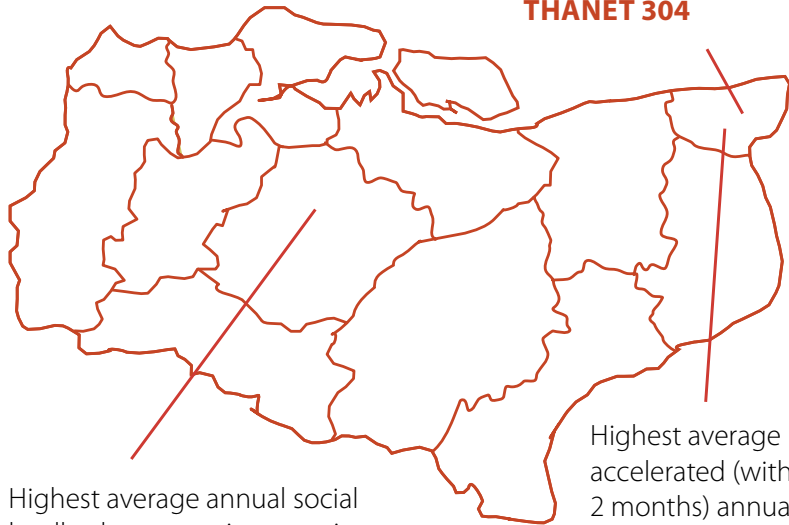 THANET 304
Highest average
accelerated (with
2 months) annua
Highest average annual social